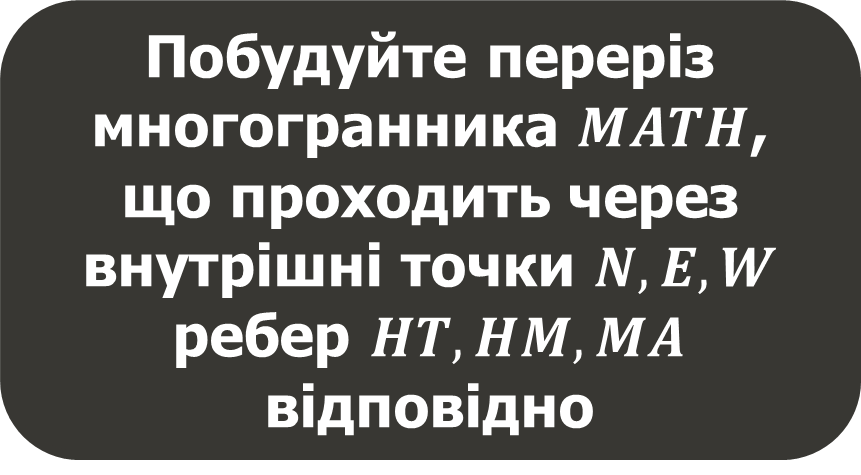 Побудуйте переріз
многогранника MATH,
що проходить через
внутрішні точки N, E, W
ребер HT, HM, MA
відповідно